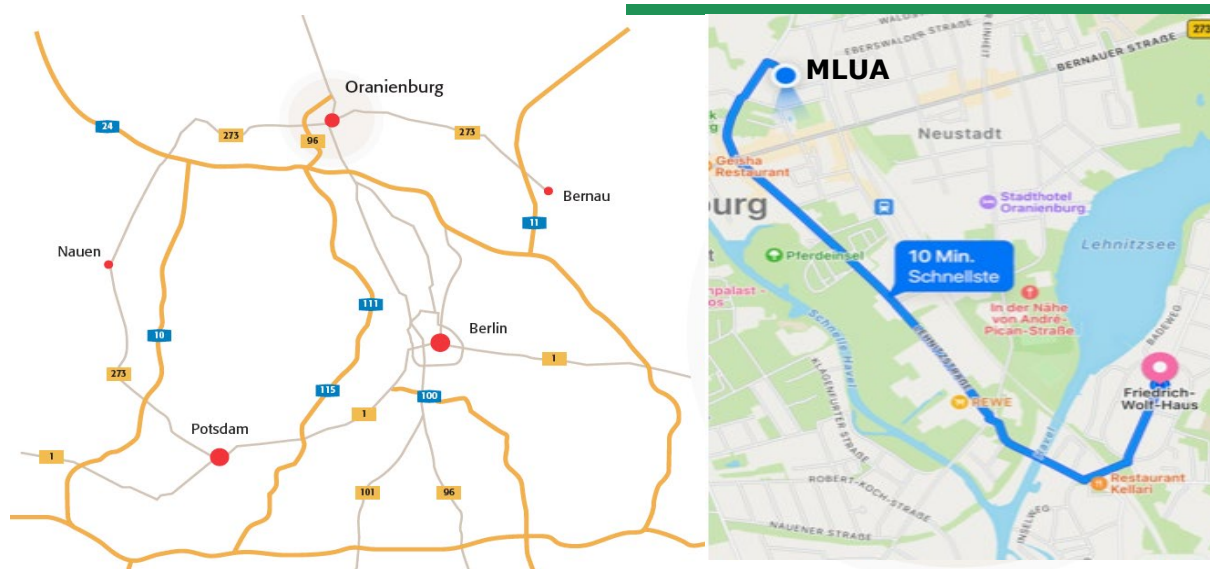 Oranienburg
24
273
96
273
Bernau
11
Nauen
111
10
Berlin
1
273
115
100
1
Potsdam
1
101
96
MLUA
EBERSWALDER STRASSE
273
BERNAUER STRASSE
Neustadt
Geisha
Restaurant
Stadthotel
Oranienburg
urg
Lehnitzsee
Pferdeinsel
10 Min.
Schnellste
In der Nähe
von André-
Pican-Straße
Schnelle Havel
LEHNITZSTRASSE
BADEWEG
KLAGENFURTER STRASSE
REWE
Friedrich-
Wolf-Haus
Havel
Restaurant
Kellari
ROBERT-KOCH-STRASSE
INSELWEG
NAUENER STRASSE